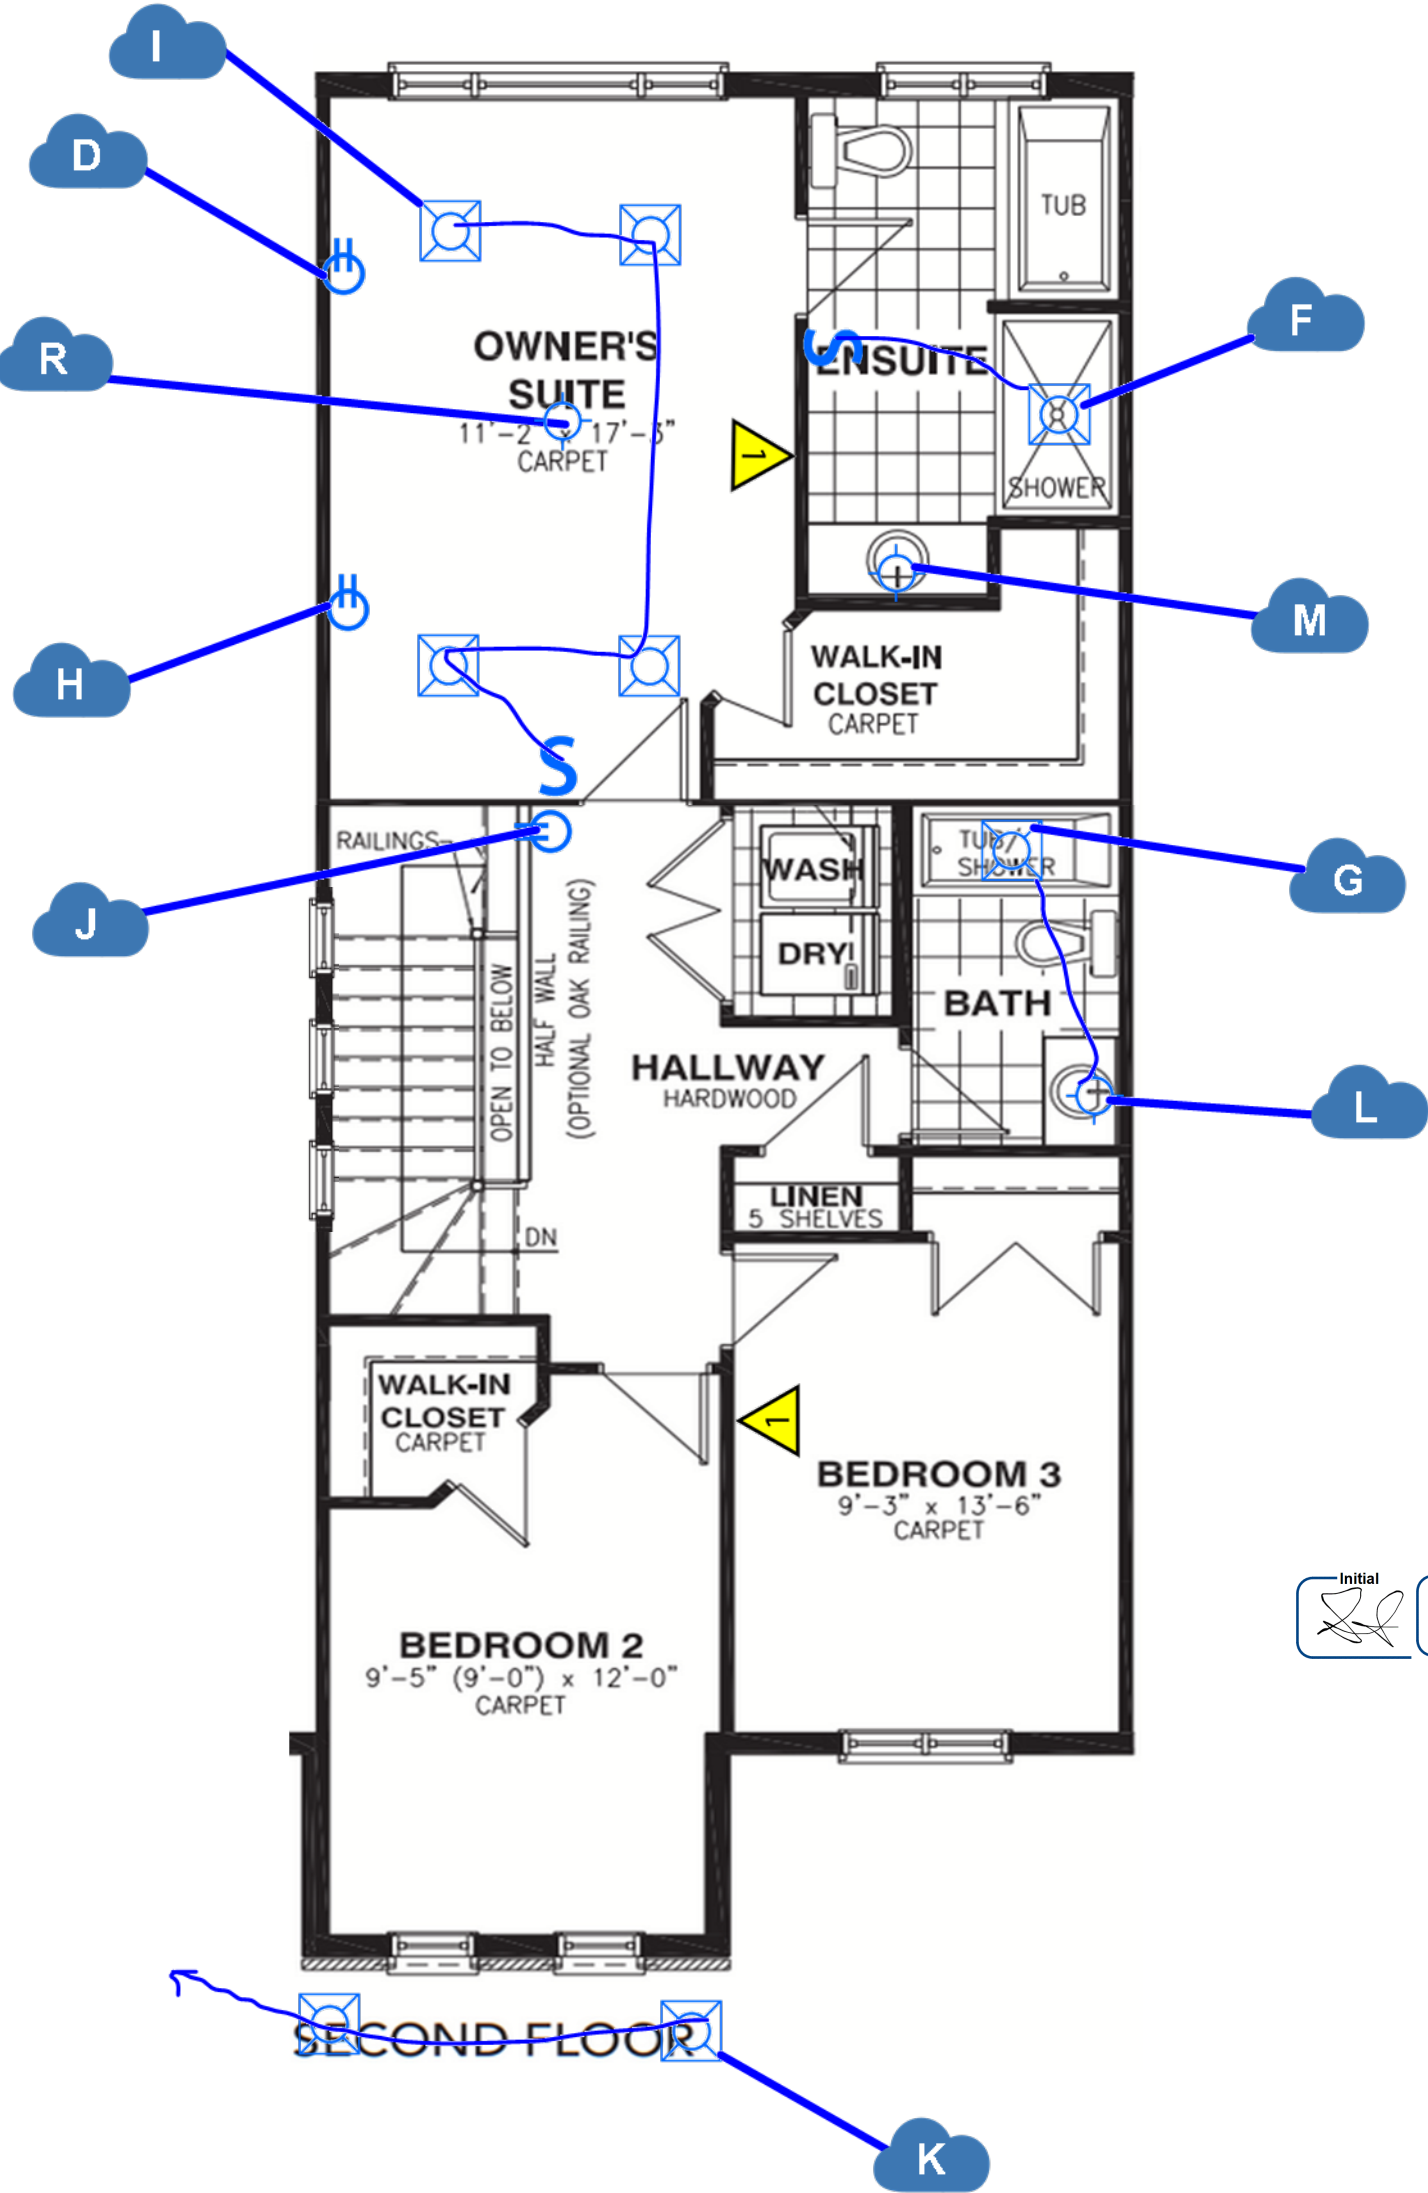 I
D
R
F
TUB
OWNER'S
SUITE
11'-2 x 17'-3"
CARPET
S
ENSUITE
1
SHOWER
H
M
WALK-IN
CLOSET
CARPET
S
J
RAILINGS
WASH
DRY
TUB/
SHOWER
G
OPEN TO BELOW
HALF WALL
(OPTIONAL OAK RAILING)
BATH
HALLWAY
HARDWOOD
L
LINEN
5 SHELVES
DN
WALK-IN
CLOSET
CARPET
1
BEDROOM 3
9'-3" x 13'-6"
CARPET
Initial
BEDROOM 2
9'-5" (9'-0") x 12'-0"
CARPET
SECOND FLOOR
K